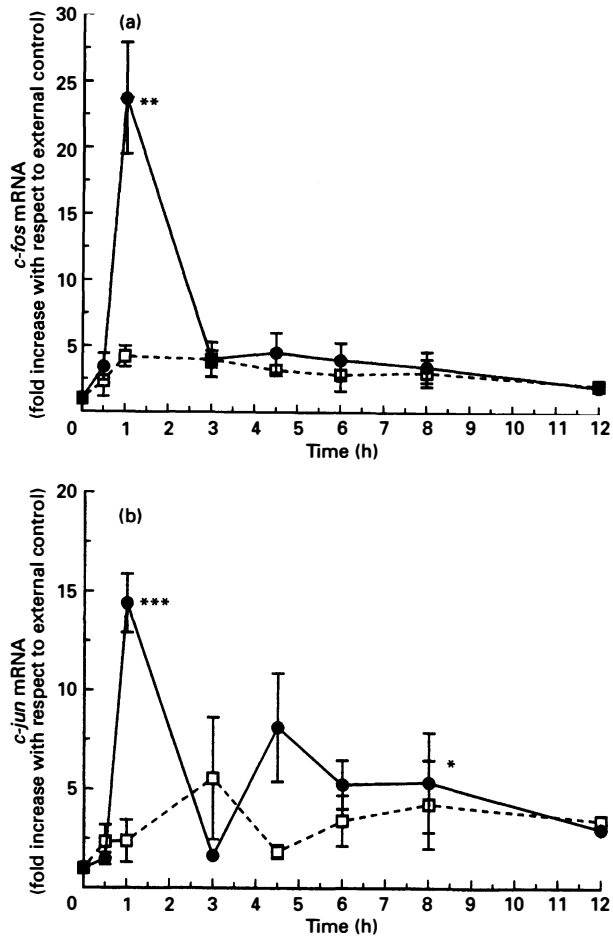 (a)
30
25
20
15
10
5
c-fos mRNA
(fold increase with respect to external control)
0 1 2 3 4 5 6 7 8 9 10 11 12
Time (h)
**
(b)
20
15
10
5
c-jun mRNA
(fold increase with respect to external control)
0 1 2 3 4 5 6 7 8 9 10 11 12
Time (h)
***
*